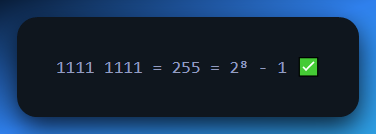 1111 1111 = 255 = 2⁸ - 1 ✅